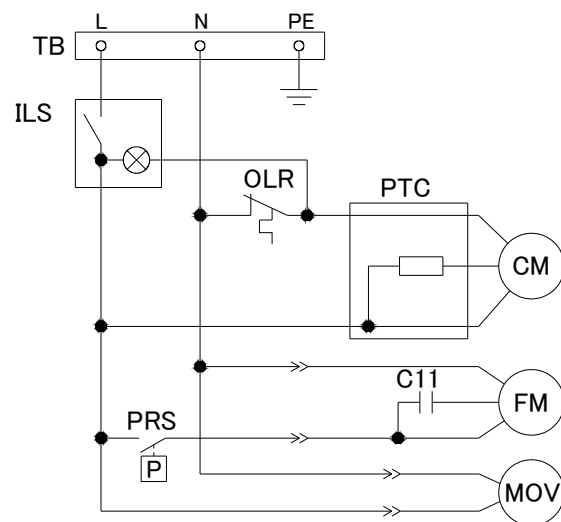 L N PE
TB
ILS
OLR
PTC
CM
C11
FM
PRS
P
MOV